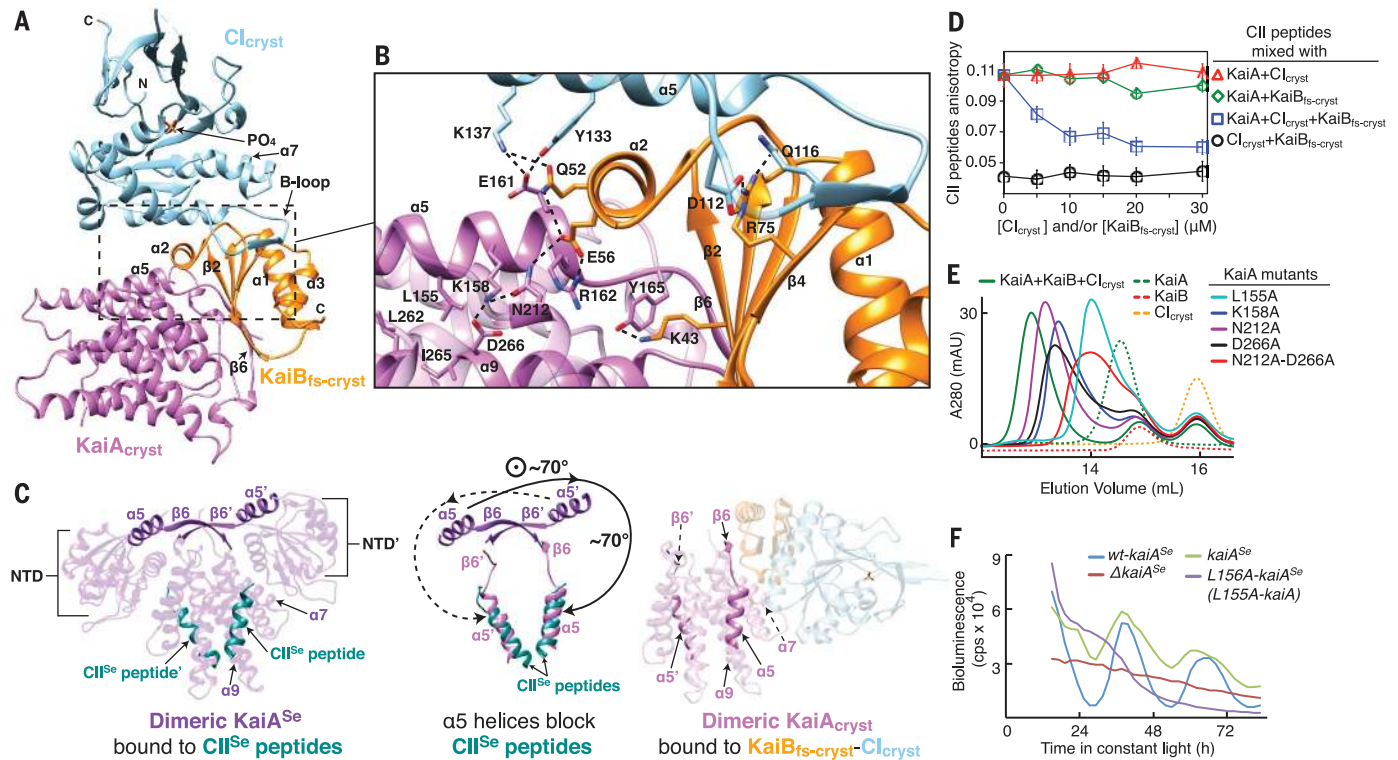 A
C
CIcryst
N
PO4
α7
B-loop
α2
α5
β2
α1
α3
C
β6
KaiBfs-cryst
KaiAcryst
B
α5
K137
Y133
α2
Q116
E161
Q52
D112
α5
R75
E56
β2
α1
K158
L155
R162
Y165
β4
N212
β6
L262
K43
D266
I265
α9
C
α5'
α5
β6
β6'
NTD'
NTD
α7
CIISe peptide
CIISe peptide'
α9
Dimeric KaiASe
bound to CIISe peptides
~70°
α5'
α5
β6
β6'
~70°
β6
β6'
α5'
α5
CIISe peptides
α5 helices block
CIISe peptides
β6
β6'
α7
α5'
α5
α9
Dimeric KaiAcryst
bound to KaiBfs-cryst-CIcryst
D
CII peptides
mixed with
KaiA+CIcryst
KaiA+KaiBfs-cryst
KaiA+CIcryst+KaiBfs-cryst
CIcryst+KaiBfs-cryst
CII peptides anisotropy
0.11
0.09
0.07
0.05
0 10 20 30
[CIcryst] and/or [KaiBfs-cryst] (µM)
E
KaiA+KaiB+CIcryst
KaiA
KaiB
CIcryst
KaiA mutants
L155A
K158A
N212A
D266A
N212A-D266A
A280 (mAU)
30
0
14 16
Elution Volume (mL)
F
wt-kaiASe
kaiASe
ΔkaiASe
L156A-kaiASe
(L155A-kaiA)
Bioluminescence
(cps x 10⁴)
9
6
3
0 24 48 72
Time in constant light (h)